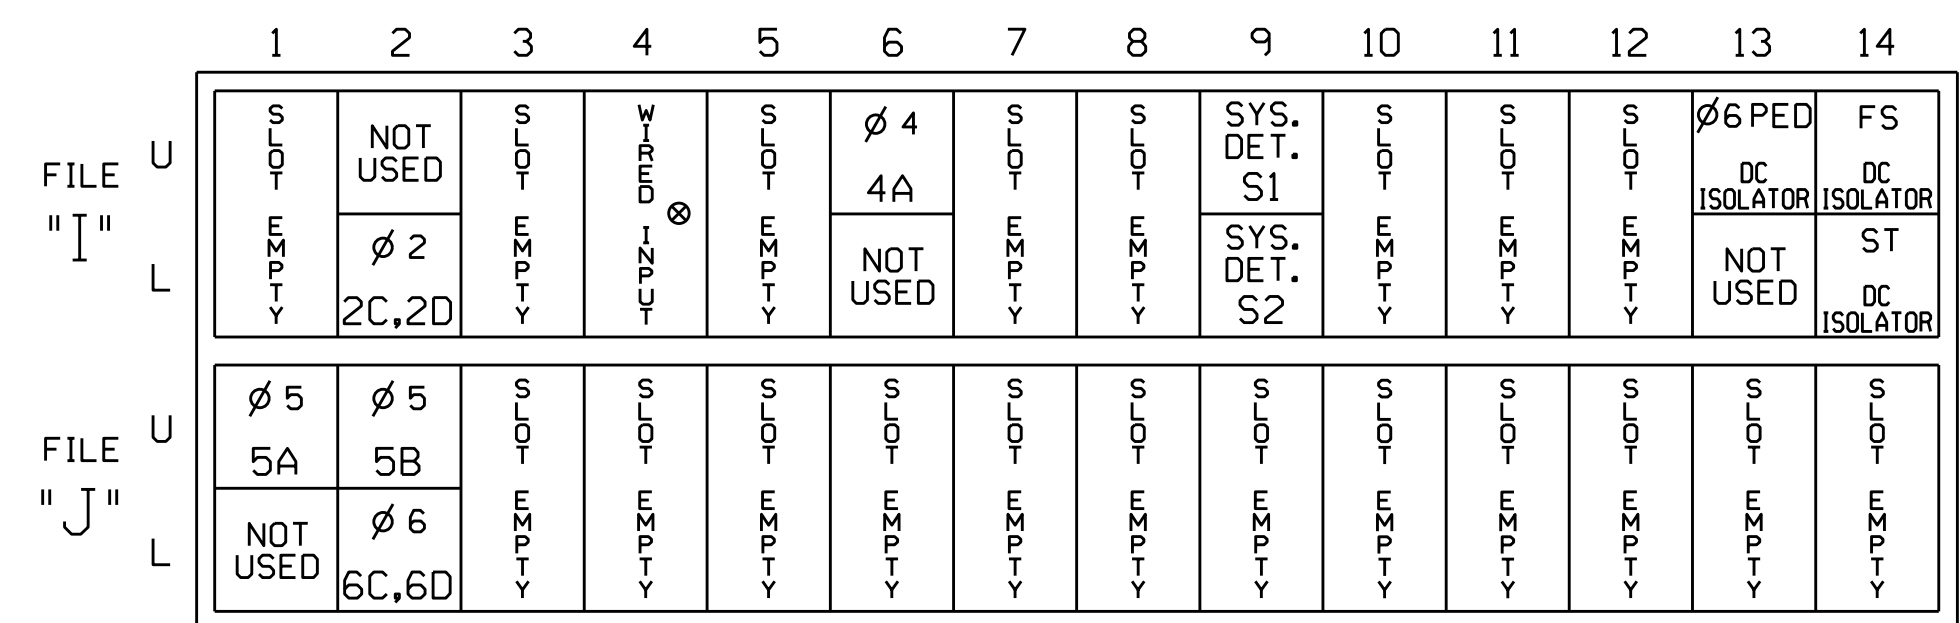 1 2 3 4 5 6 7 8 9 10 11 12 13 14
FILE
"I"
U
L
SLOT EMPTY
NOT
USED
Ø 2
2C,2D
SLOT EMPTY
WIRED INPUT
SLOT EMPTY
Ø 4
4A
NOT
USED
SLOT EMPTY
SLOT EMPTY
SYS.
DET.
S1
SYS.
DET.
S2
SLOT EMPTY
SLOT EMPTY
SLOT EMPTY
Ø6 PED
DC
ISOLATOR
NOT
USED
FS
DC
ISOLATOR
ST
DC
ISOLATOR
FILE
"J"
U
L
Ø 5
5A
NOT
USED
Ø 5
5B
Ø 6
6C,6D
SLOT EMPTY
SLOT EMPTY
SLOT EMPTY
SLOT EMPTY
SLOT EMPTY
SLOT EMPTY
SLOT EMPTY
SLOT EMPTY
SLOT EMPTY
SLOT EMPTY
SLOT EMPTY
SLOT EMPTY